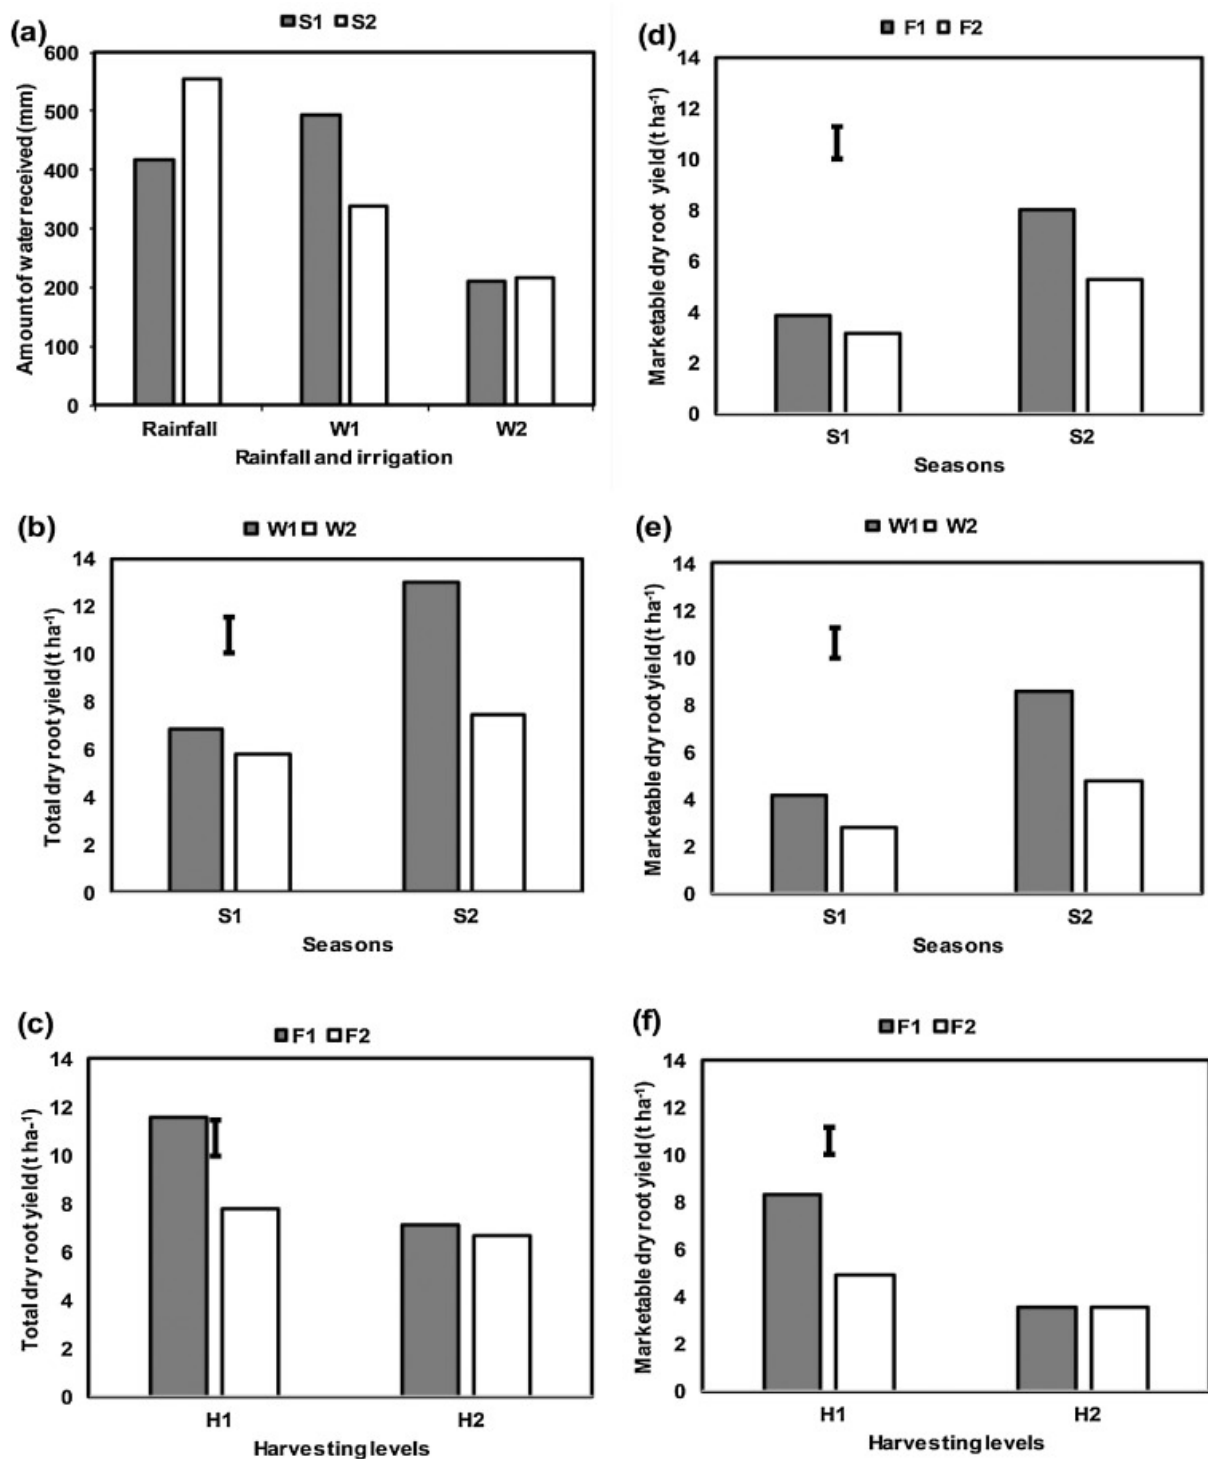 (a)
S1 S2
600
500
400
300
200
100
0
Amount of water received (mm)
Rainfall W1 W2
Rainfall and irrigation
(b)
W1 W2
14
12
10
8
6
4
2
0
Total dry root yield (t ha⁻¹)
S1 S2
Seasons
(c)
F1 F2
14
12
10
8
6
4
2
0
Total dry root yield (t ha-¹)
H1 H2
Harvesting levels
(d)
F1 F2
14
12
10
8
6
4
2
0
Marketable dry root yield (t ha⁻¹)
S1 S2
Seasons
(e)
W1 W2
14
12
10
8
6
4
2
0
Marketable dry root yield (t ha⁻¹)
S1 S2
Seasons
(f)
F1 F2
14
12
10
8
6
4
2
0
Marketable dry root yield (t ha⁻¹)
H1 H2
Harvesting levels